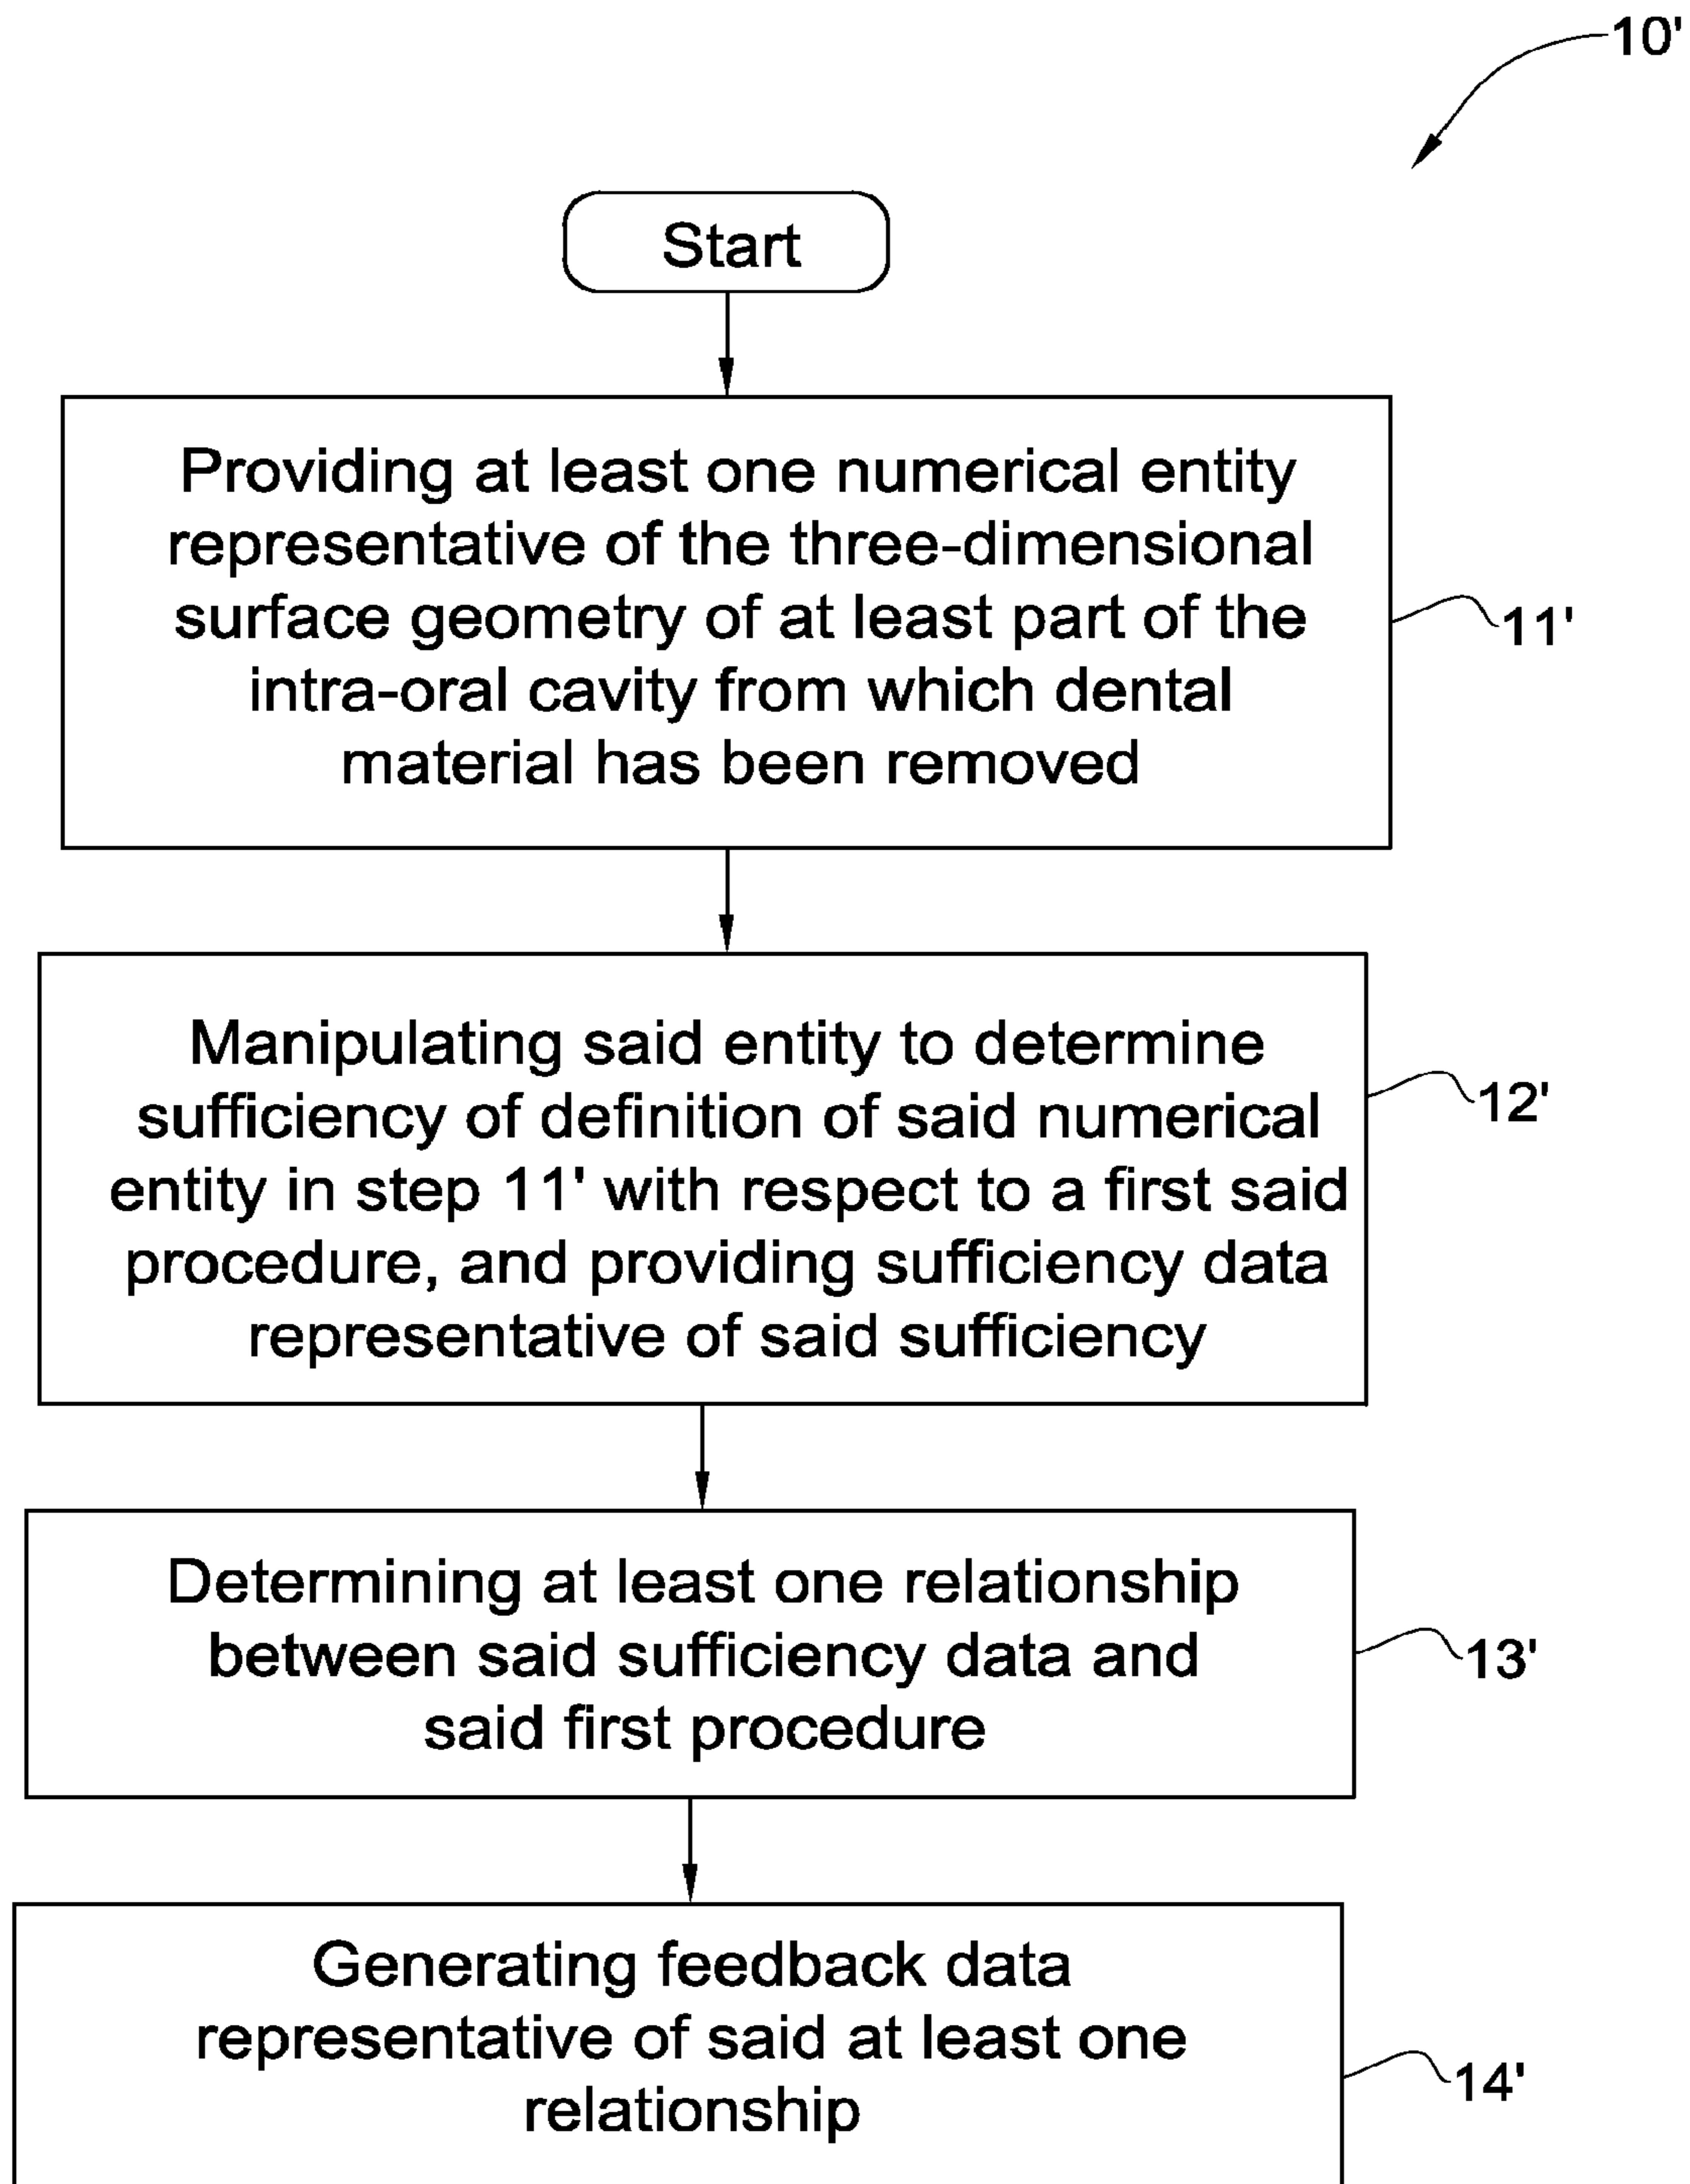 10'
Start
Providing at least one numerical entity
representative of the three-dimensional
surface geometry of at least part of the
intra-oral cavity from which dental
material has been removed
11'
Manipulating said entity to determine
sufficiency of definition of said numerical
entity in step 11' with respect to a first said
procedure, and providing sufficiency data
representative of said sufficiency
12'
Determining at least one relationship
between said sufficiency data and
said first procedure
13'
Generating feedback data
representative of said at least one
relationship
14'